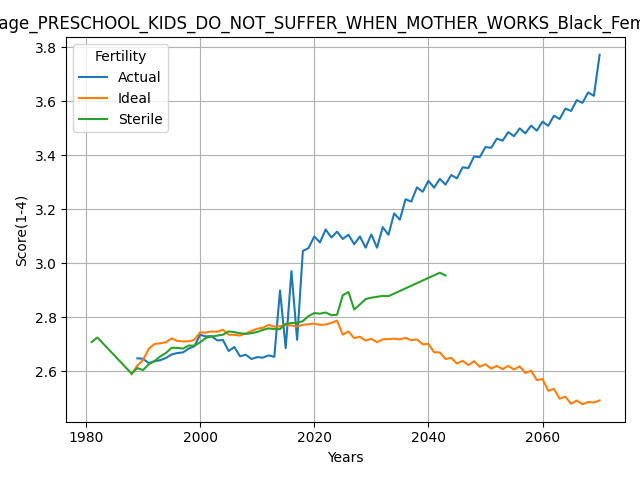 age_PRESCHOOL_KIDS_DO_NOT_SUFFER_WHEN_MOTHER_WORKS_Black_Fem
Fertility
Actual
Ideal
Sterile
Score(1-4)
3.8
3.6
3.4
3.2
3.0
2.8
2.6
1980 2000 2020 2040 2060
Years